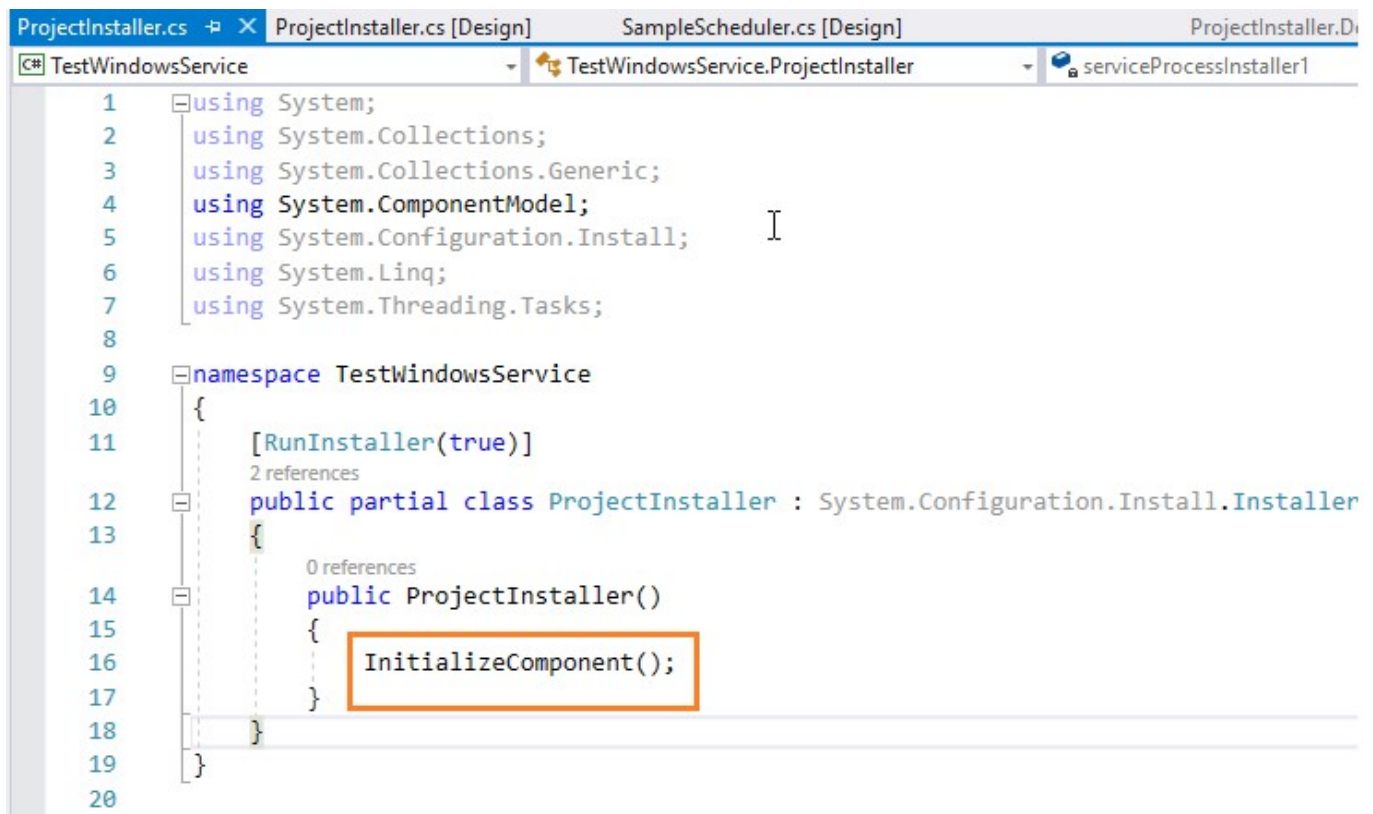 ProjectInstaller.cs ProjectInstaller.cs [Design] SampleScheduler.cs [Design] ProjectInstaller.De
C# TestWindowsService TestWindowsService.ProjectInstaller serviceProcessInstaller1
1 using System;
2 using System.Collections;
3 using System.Collections.Generic;
4 using System.ComponentModel;
5 using System.Configuration.Install;
6 using System.Linq;
7 using System.Threading.Tasks;
8
9 namespace TestWindowsService
10 {
11 [RunInstaller(true)]
2 references
12 public partial class ProjectInstaller : System.Configuration.Install.Installer
13 {
0 references
14 public ProjectInstaller()
15 {
16 InitializeComponent();
17 }
18 }
19 }
20